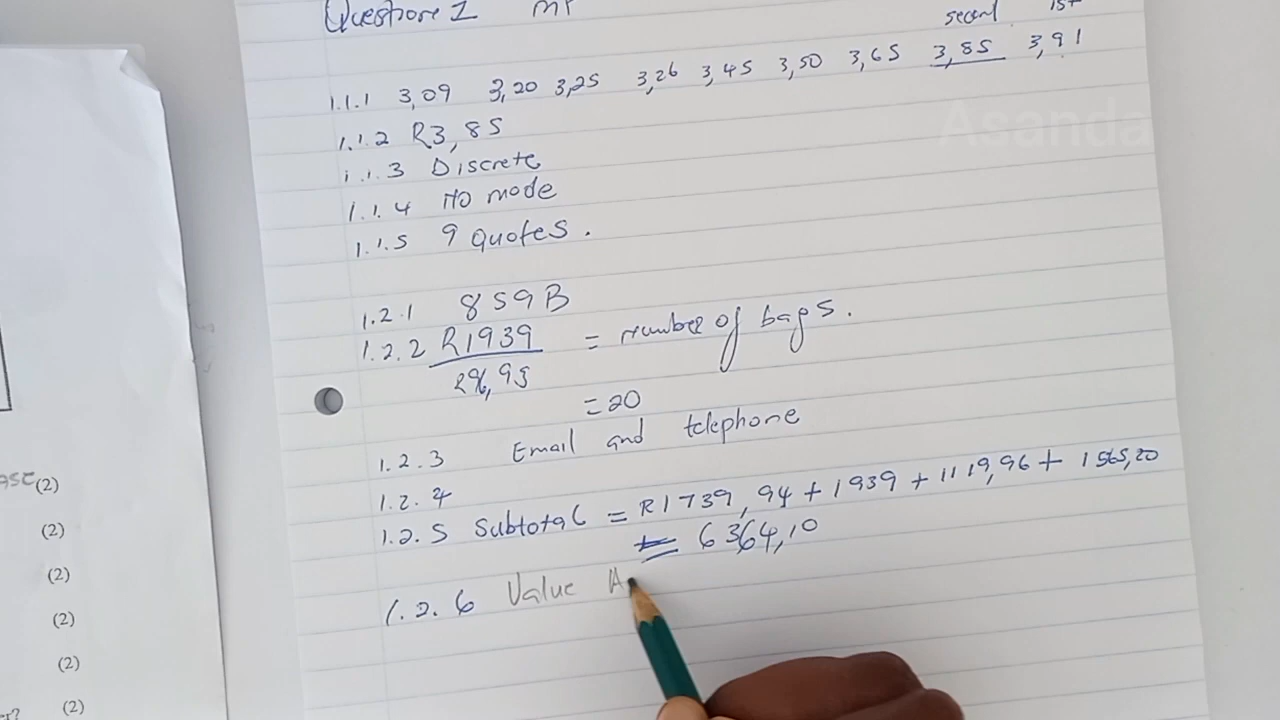 Question 1 MP
second 1st
1.1.1 3,09 3,20 3,25 3,26 3,45 3,50 3,65 3,85 3,91
1.1.2 R3,85
1.1.3 Discrete
1.1.4 No mode
1.1.5 9 quotes.
1.2.1 859B
1.2.2 R1939 = number of bags.
= 20
1.2.3 Email and telephone
1.2.4
1.2.5 Subtotal = R1739,94 + 1939 + 1119,96 + 1565,20
= 6364,10
1.2.6 Value A
Asanda
(2)
(2)
(2)
(2)
(2)
(2)